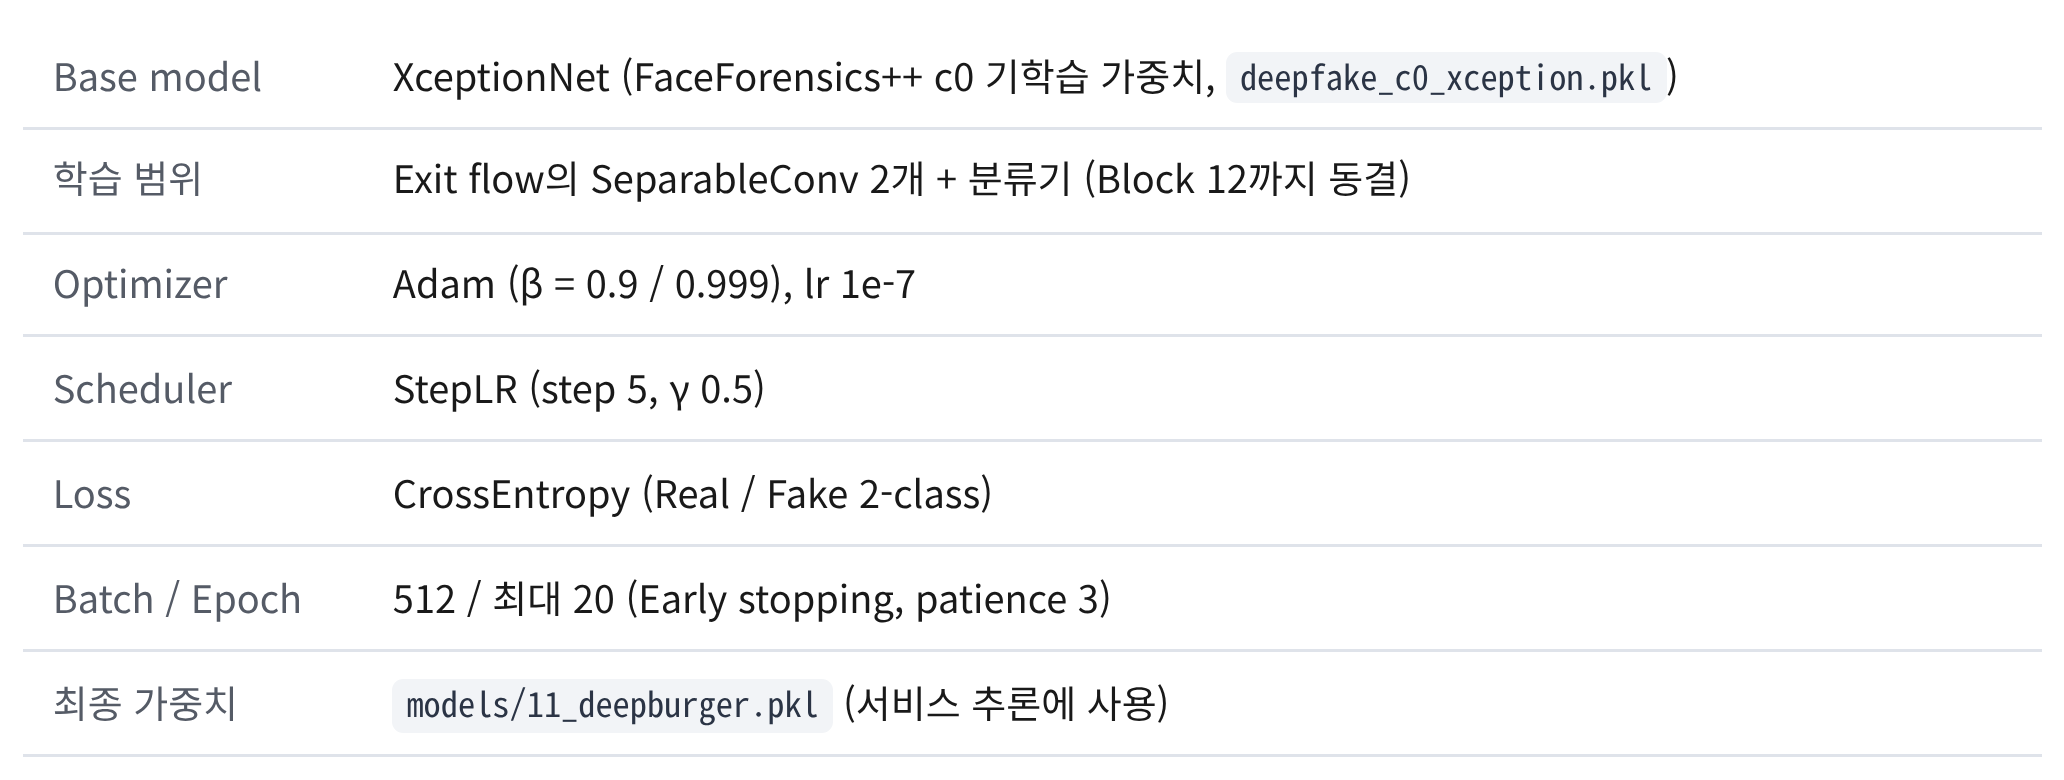 Base model XceptionNet (FaceForensics++ c0 기학습 가중치, deepfake_c0_xception.pkl)
학습 범위 Exit flow의 SeparableConv 2개 + 분류기 (Block 12까지 동결)
Optimizer Adam (β = 0.9 / 0.999), lr 1e-7
Scheduler StepLR (step 5, γ 0.5)
Loss CrossEntropy (Real / Fake 2-class)
Batch / Epoch 512 / 최대 20 (Early stopping, patience 3)
최종 가중치 models/11_deepburger.pkl (서비스 추론에 사용)